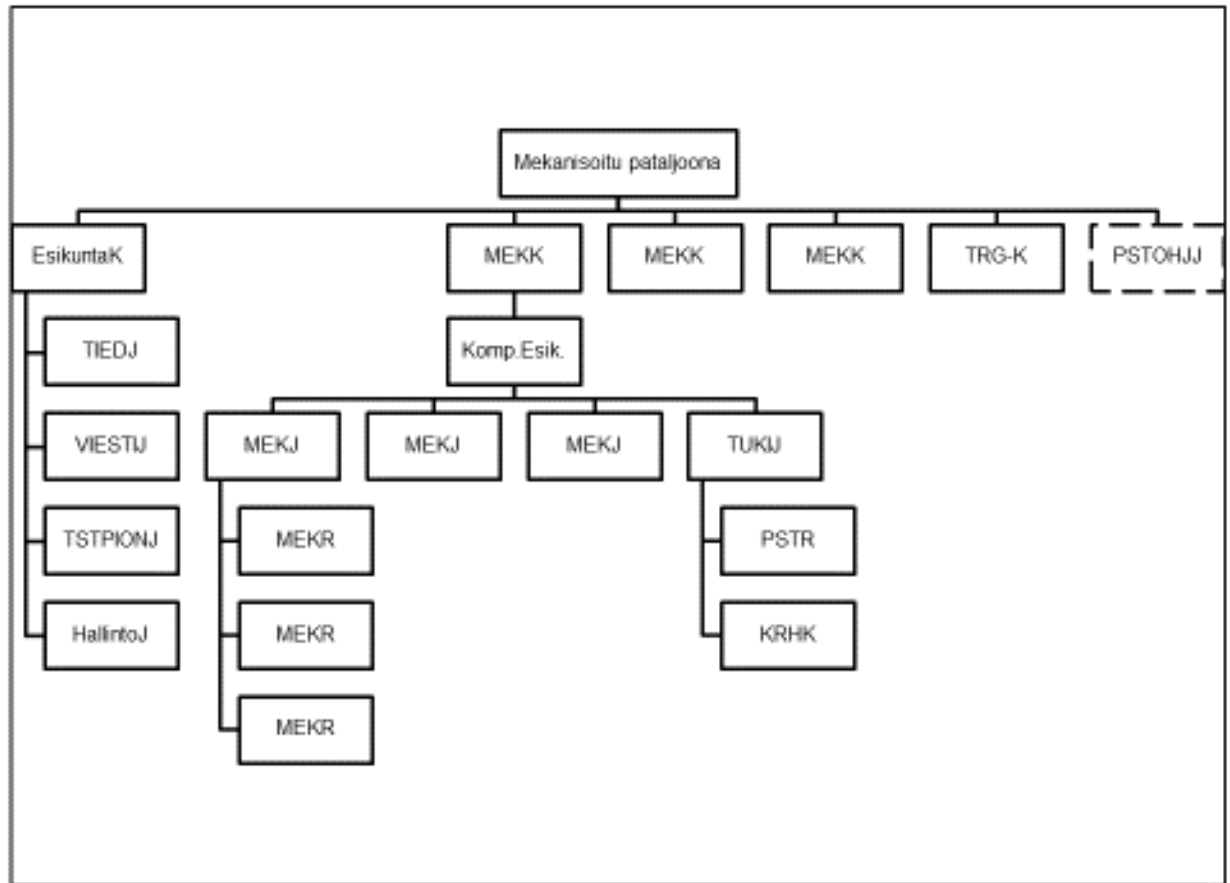 Mekanisoitu pataljoona
EsikuntaK
MEKK
MEKK
MEKK
TRG-K
PSTOHJJ
TIEDJ
Komp.Esik.
VIESTIJ
MEKJ
MEKJ
MEKJ
TUKIJ
TSTPIONJ
MEKR
PSTR
HallintoJ
MEKR
KRHK
MEKR